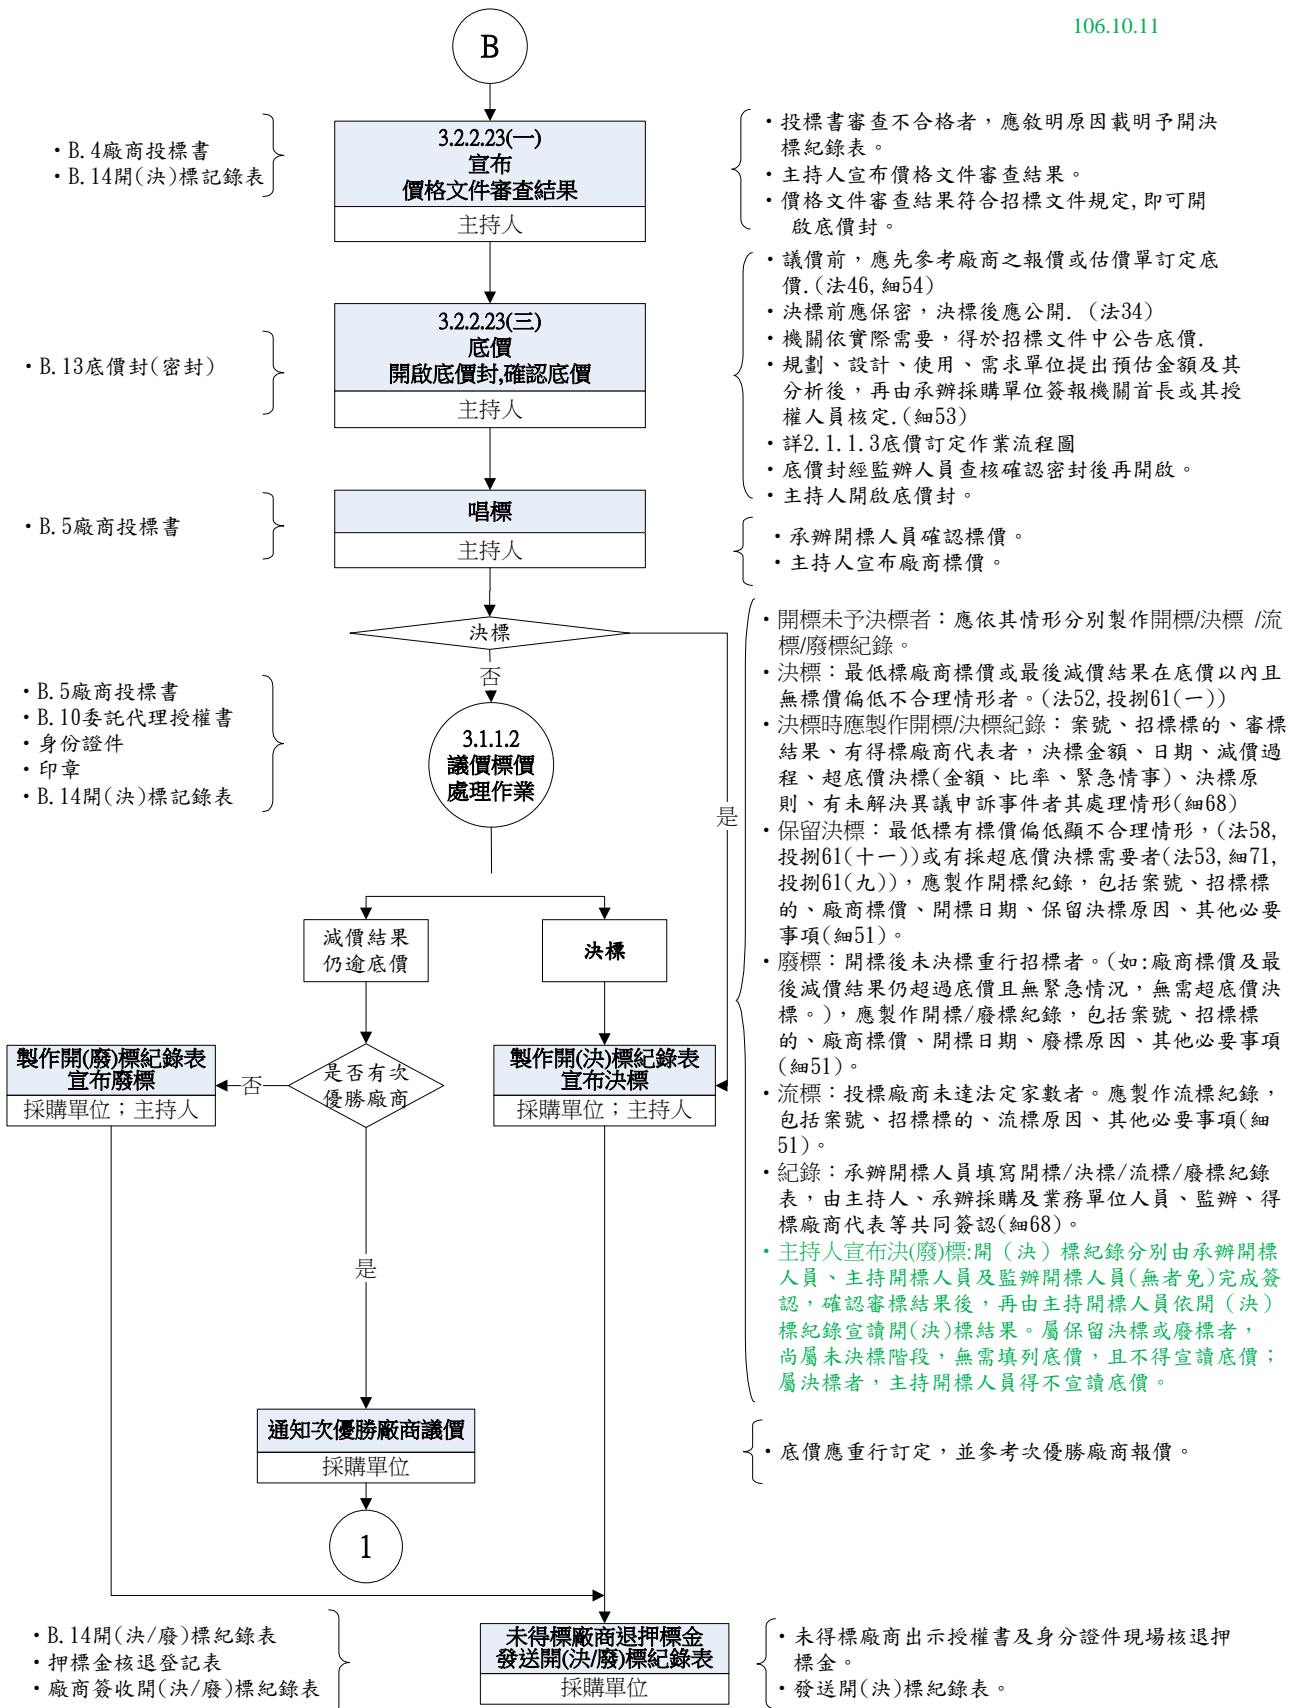 106.10.11
B
・B.4廠商投標書
・B.14開(決)標記錄表
3.2.2.23(一)
宣布
價格文件審查結果
主持人
・投標書審查不合格者，應敘明原因載明予開決
標紀錄表。
・主持人宣布價格文件審查結果。
・價格文件審查結果符合招標文件規定,即可開
啟底價封。
・B.13底價封(密封)
3.2.2.23(三)
底價
開啟底價封,確認底價
主持人
・議價前，應先參考廠商之報價或估價單訂定底
價.(法46,細54)
・決標前應保密，決標後應公開. (法34)
・機關依實際需要，得於招標文件中公告底價.
・規劃、設計、使用、需求單位提出預估金額及其
分析後，再由承辦採購單位簽報機關首長或其授
權人員核定.(細53)
・詳2.1.1.3底價訂定作業流程圖
・底價封經監辦人員查核確認密封後再開啟。
・主持人開啟底價封。
・B.5廠商投標書
唱標
主持人
・承辦開標人員確認標價。
・主持人宣布廠商標價。
決標
否
是
・B.5廠商投標書
・B.10委託代理授權書
・身份證件
・印章
・B.14開(決)標記錄表
3.1.1.2
議價標價
處理作業
・開標未予決標者：應依其情形分別製作開標/決標 /流
標/廢標紀錄。
・決標：最低標廠商標價或最後減價結果在底價以內且
無標價偏低不合理情形者。(法52,投捌61(一))
・決標時應製作開標/決標紀錄：案號、招標標的、審標
結果、有得標廠商代表者，決標金額、日期、減價過
程、超底價決標(金額、比率、緊急情事)、決標原
則、有未解決異議申訴事件者其處理情形(細68)
・保留決標：最低標有標價偏低顯不合理情形，(法58,
投捌61(十一))或有採超底價決標需要者(法53,細71,
投捌61(九))，應製作開標紀錄，包括案號、招標標
的、廠商標價、開標日期、保留決標原因、其他必要
事項(細51)。
・廢標：開標後未決標重行招標者。(如:廠商標價及最
後減價結果仍超過底價且無緊急情況，無需超底價決
標。)，應製作開標/廢標紀錄，包括案號、招標標
的、廠商標價、開標日期、廢標原因、其他必要事項
(細51)。
・流標：投標廠商未達法定家數者。應製作流標紀錄，
包括案號、招標標的、流標原因、其他必要事項(細
51)。
・紀錄：承辦開標人員填寫開標/決標/流標/廢標紀錄
表，由主持人、承辦採購及業務單位人員、監辦、得
標廠商代表等共同簽認(細68)。
・主持人宣布決(廢)標:開（決）標紀錄分別由承辦開標
人員、主持開標人員及監辦開標人員(無者免)完成簽
認，確認審標結果後，再由主持開標人員依開（決）
標紀錄宣讀開(決)標結果。屬保留決標或廢標者，
尚屬未決標階段，無需填列底價，且不得宣讀底價；
屬決標者，主持開標人員得不宣讀底價。
減價結果
仍逾底價
決標
製作開(廢)標紀錄表
宣布廢標
採購單位；主持人
否
是否有次
優勝廠商
製作開(決)標紀錄表
宣布決標
採購單位；主持人
是
通知次優勝廠商議價
採購單位
・底價應重行訂定，並參考次優勝廠商報價。
1
・B.14開(決/廢)標紀錄表
・押標金核退登記表
・廠商簽收開(決/廢)標紀錄表
未得標廠商退押標金
發送開(決/廢)標紀錄表
採購單位
・未得標廠商出示授權書及身分證件現場核退押
標金。
・發送開(決)標紀錄表。